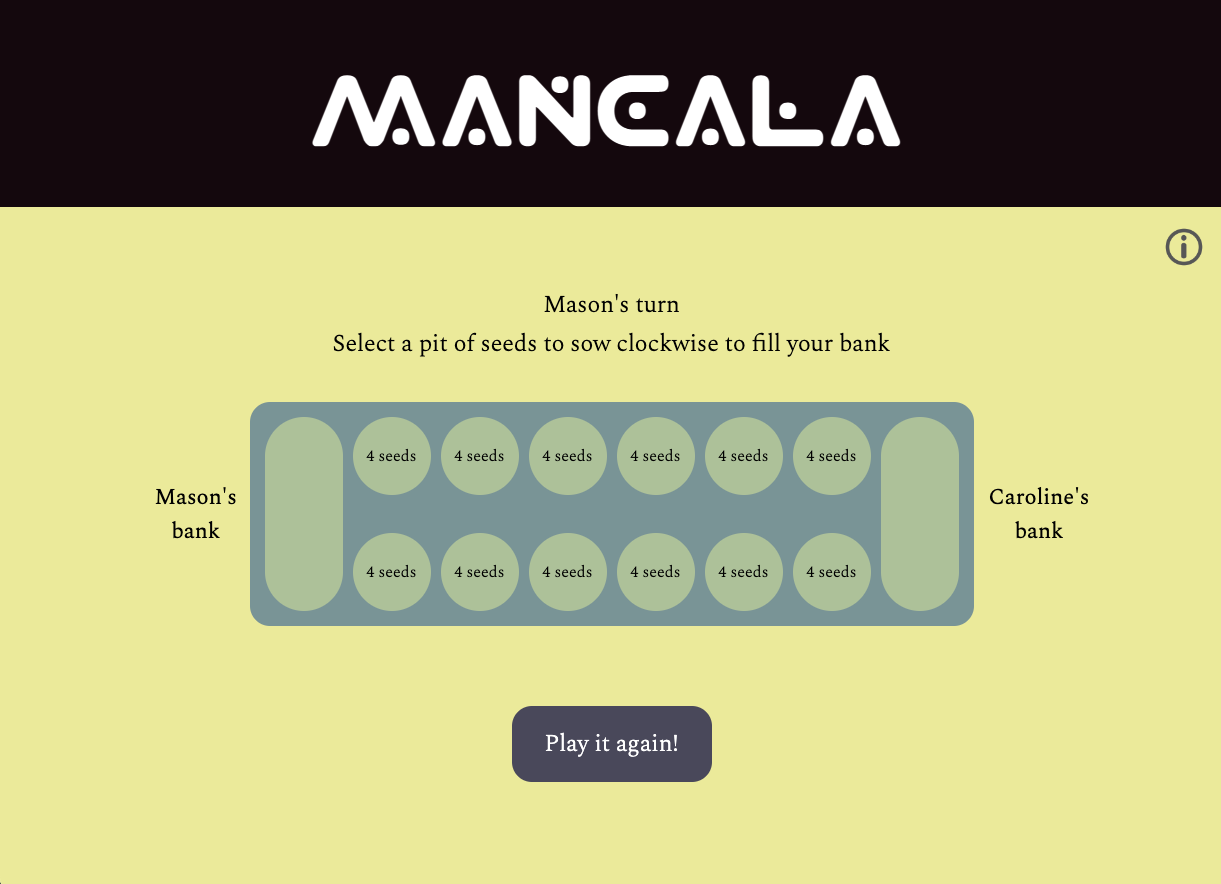 MANCALA
Mason's turn
Select a pit of seeds to sow clockwise to fill your bank
4 seeds 4 seeds 4 seeds 4 seeds 4 seeds 4 seeds
Mason's
bank
Caroline's
bank
4 seeds 4 seeds 4 seeds 4 seeds 4 seeds 4 seeds
Play it again!